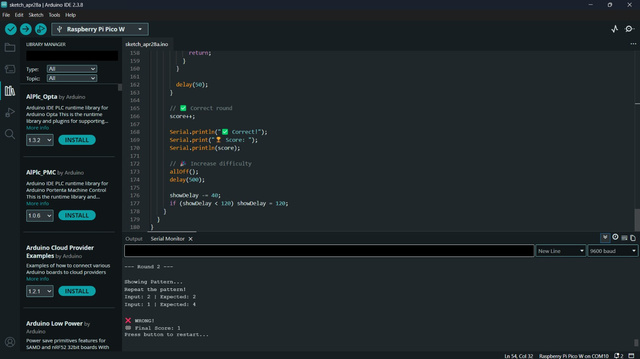 sketch_apr28a | Arduino IDE 2.3.8
File Edit Sketch Tools Help
Raspberry Pi Pico W
LIBRARY MANAGER
Type: All
Topic: All
AlPlc_Opta by Arduino
Arduino IDE PLC runtime library for
Arduino Opta This is the runtime
library and plugins for supporting...
More info
1.3.2 INSTALL
AlPlc_PMC by Arduino
Arduino IDE PLC runtime library for
Arduino Portenta Machine Control
This is the runtime library and...
More info
1.0.6 INSTALL
Arduino Cloud Provider
Examples by Arduino
Examples of how to connect various
Arduino boards to cloud providers
More info
1.2.1 INSTALL
Arduino Low Power by
Arduino
Power save primitives features for
SAMD and nRF52 32bit boards With
sketch_apr28a.ino
158 return;
159 }
160 }
161
162 delay(50);
163 }
164
165 // ✅ Correct round
166 score++;
167
168 Serial.println("✅ Correct!");
169 Serial.print("🏆 Score: ");
170 Serial.println(score);
171
172 // 🎉 Increase difficulty
173 allOff();
174 delay(500);
175
176 showDelay -= 40;
177 if (showDelay < 120) showDelay = 120;
178 }
179 }
180 }
Output Serial Monitor
New Line 9600 baud
--- Round 2 ---
Showing Pattern...
Repeat the pattern!
Input: 2 | Expected: 2
Input: 1 | Expected: 4
❌ WRONG!
Final Score: 1
Press button to restart...
Ln 54, Col 32 Raspberry Pi Pico W on COM10 2